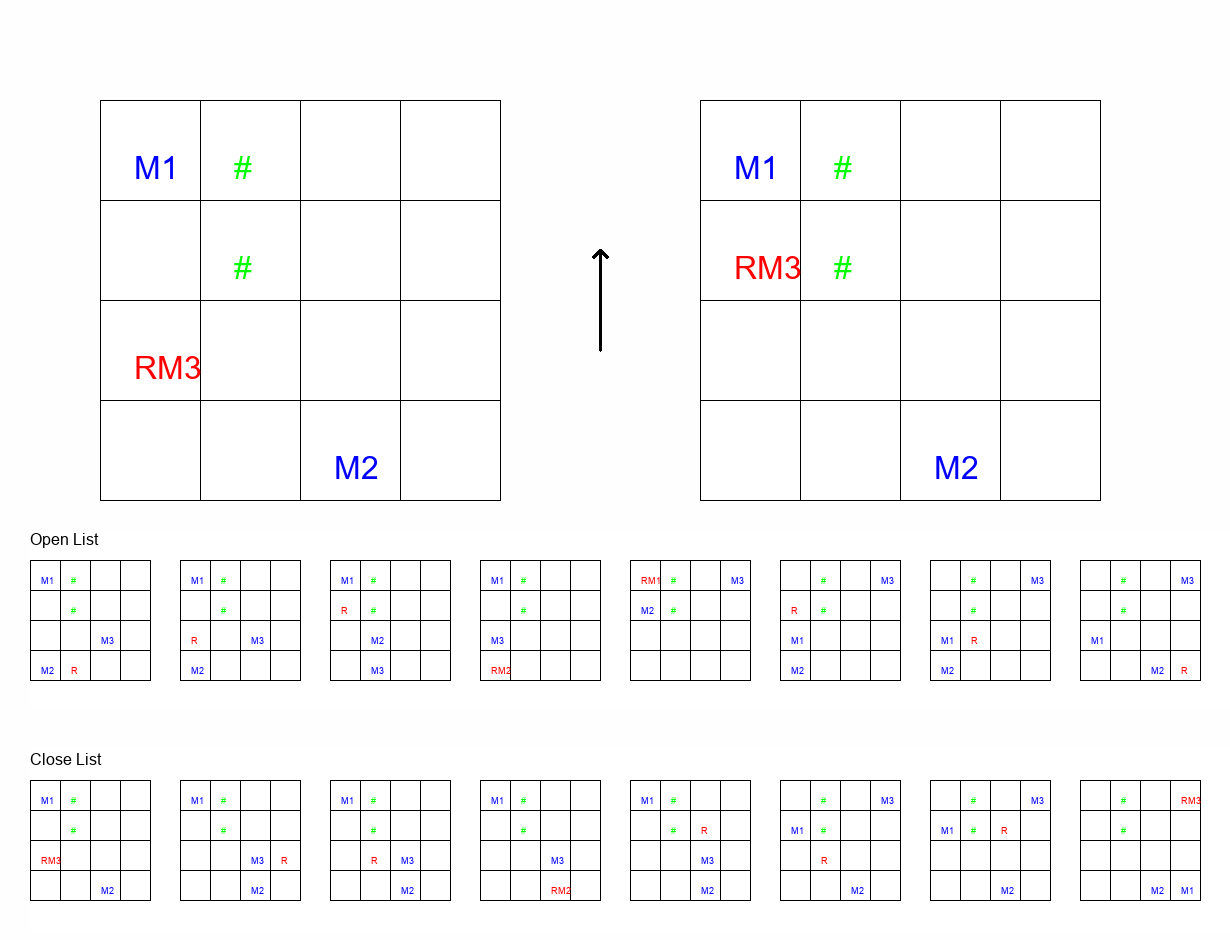 M1 # M1 #
# RM3 #
RM3
M2 M2
Open List
M1 # M1 # M1 # M1 # RM1 # M3 # M3 # M3 # M3
# # R # # M2 # R # # #
M3 R M3 M2 M3 M1 M1 R M1
M2 R M2 M3 RM2 M2 M2 M2 R
Close List
M1 # M1 # M1 # M1 # M1 # # M3 # M3 # RM3
# # # # # R M1 # M1 # R #
RM3 M3 R R M3 M3 M3 R
M2 M2 M2 RM2 M2 M2 M2 M2 M1